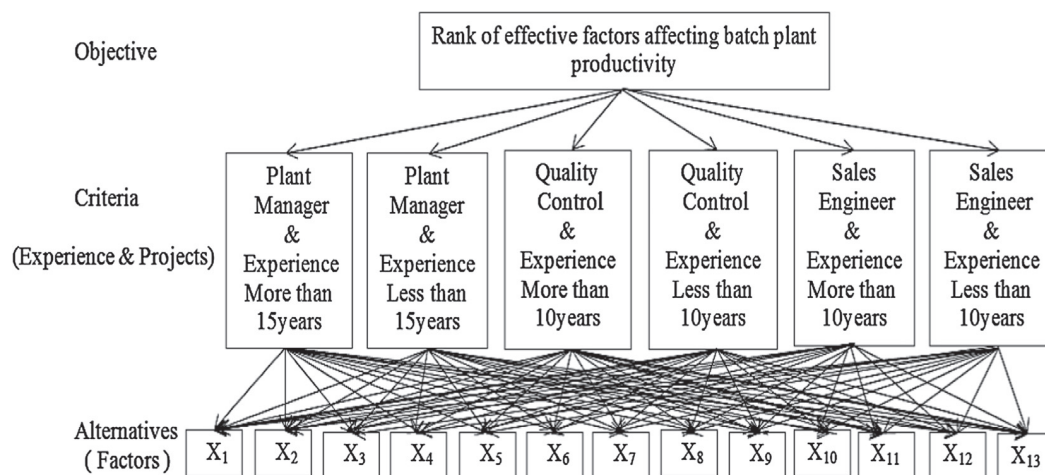 Objective
Rank of effective factors affecting batch plant
productivity
Criteria
(Experience & Projects)
Plant
Manager
&
Experience
More than
15years
Plant
Manager
&
Experience
Less than
15years
Quality
Control
&
Experience
More than
10years
Quality
Control
&
Experience
Less than
10years
Sales
Engineer
&
Experience
More than
10years
Sales
Engineer
&
Experience
Less than
10years
Alternatives
( Factors)
X₁ X₂ X₃ X₄ X₅ X₆ X₇ X₈ X₉ X₁₀ X₁₁ X₁₂ X₁₃